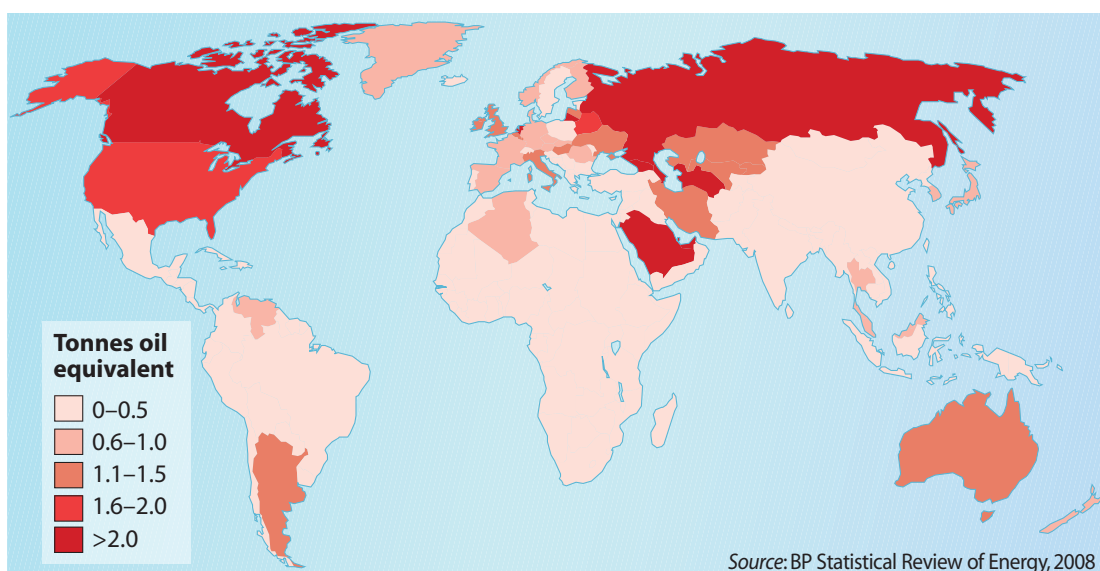 Tonnes oil
equivalent
0–0.5
0.6–1.0
1.1–1.5
1.6–2.0
>2.0
Source: BP Statistical Review of Energy, 2008